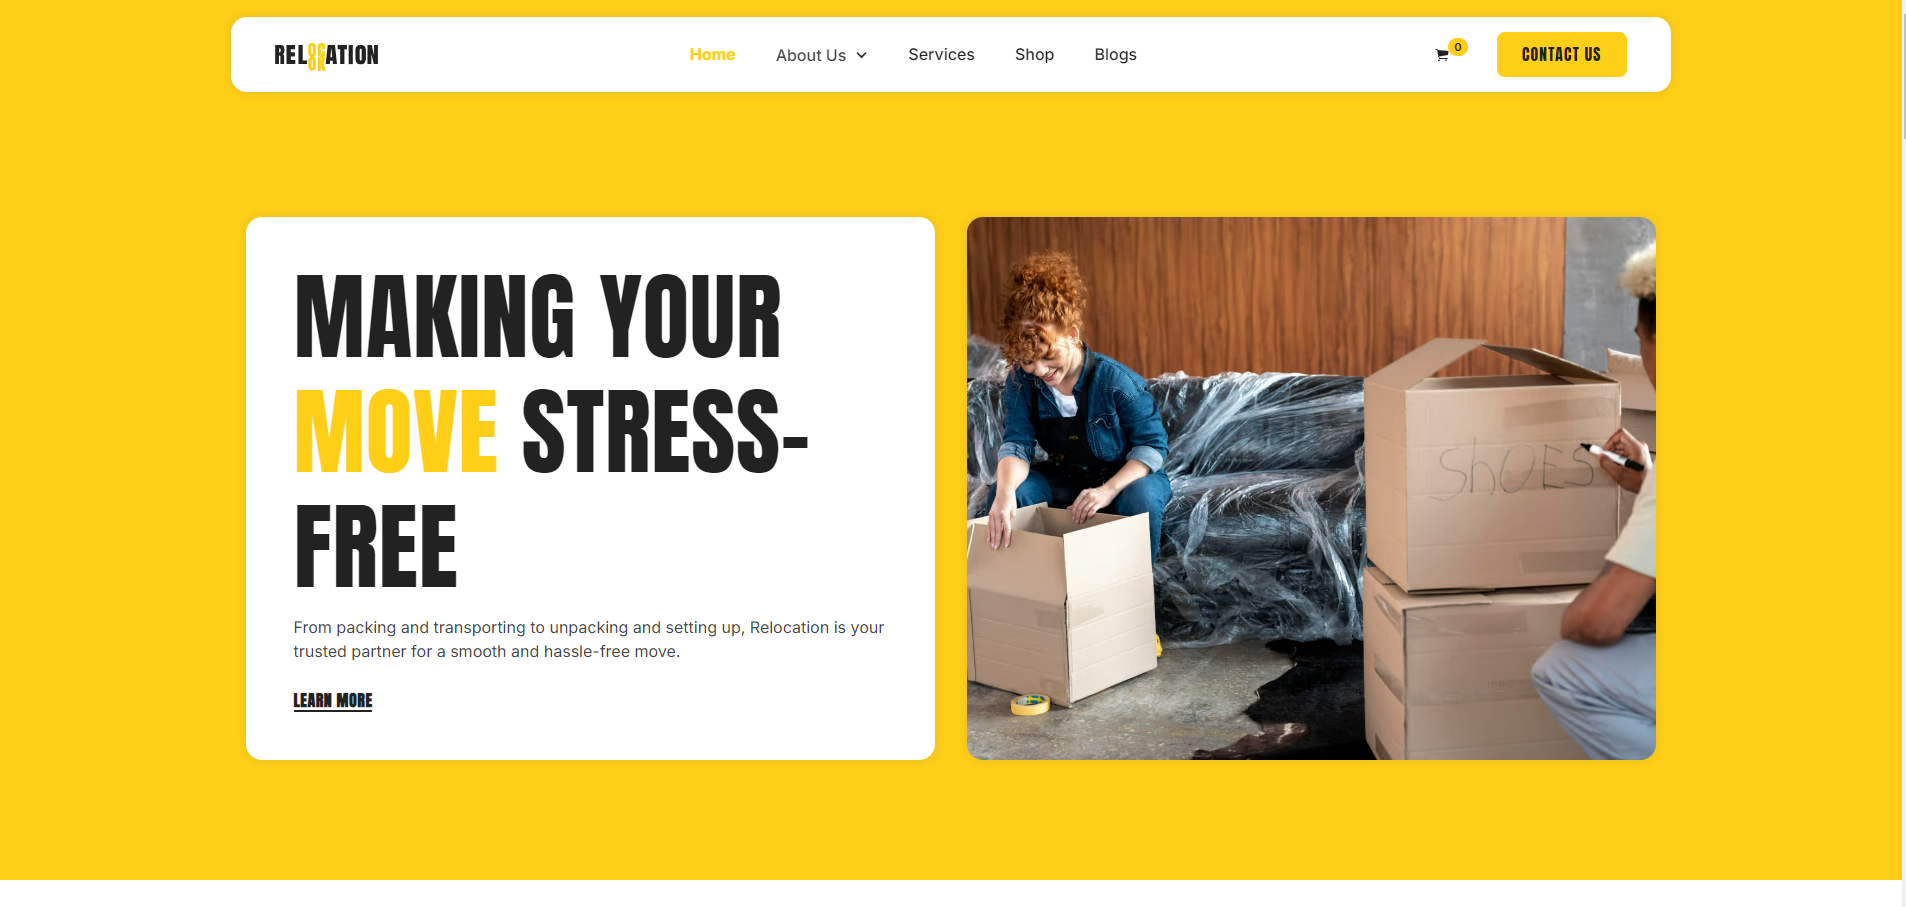 RELOCATION
Home
About Us
Services
Shop
Blogs
0
CONTACT US
MAKING YOUR
MOVE STRESS-
FREE
From packing and transporting to unpacking and setting up, Relocation is your
trusted partner for a smooth and hassle-free move.
LEARN MORE
ShOES